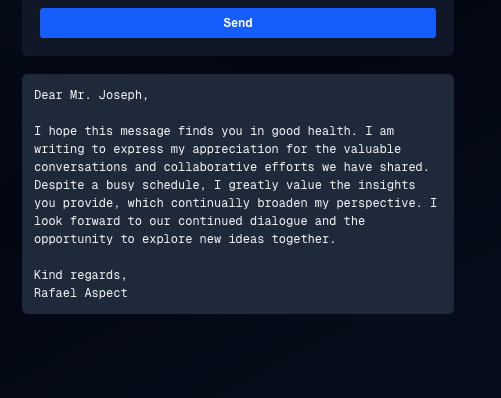 Send
Dear Mr. Joseph,
I hope this message finds you in good health. I am
writing to express my appreciation for the valuable
conversations and collaborative efforts we have shared.
Despite a busy schedule, I greatly value the insights
you provide, which continually broaden my perspective. I
look forward to our continued dialogue and the
opportunity to explore new ideas together.
Kind regards,
Rafael Aspect